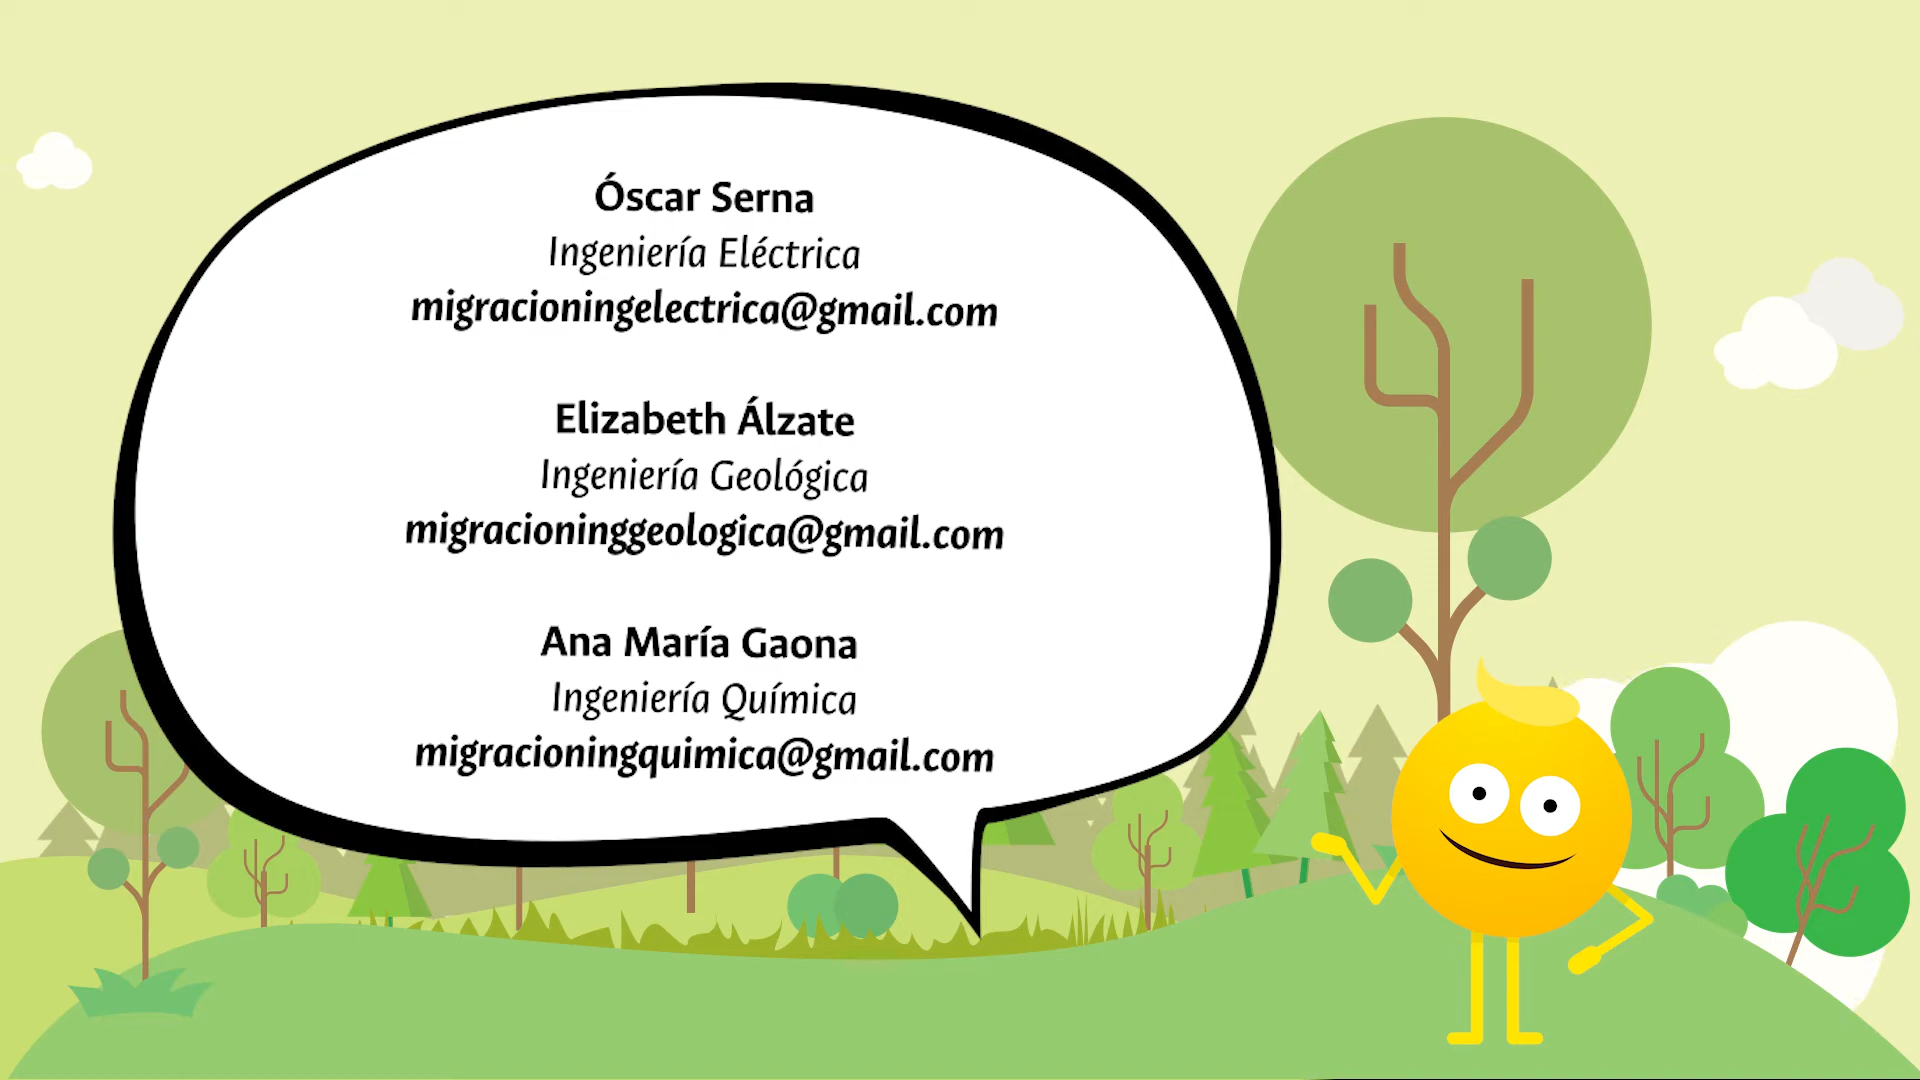 Óscar Serna
Ingeniería Eléctrica
migracioningelectrica@gmail.com
Elizabeth Álzate
Ingeniería Geológica
migracioninggeologica@gmail.com
Ana María Gaona
Ingeniería Química
migracioningquimica@gmail.com